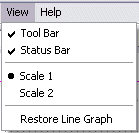 View Help
Tool Bar
Status Bar
Scale 1
Scale 2
Restore Line Graph